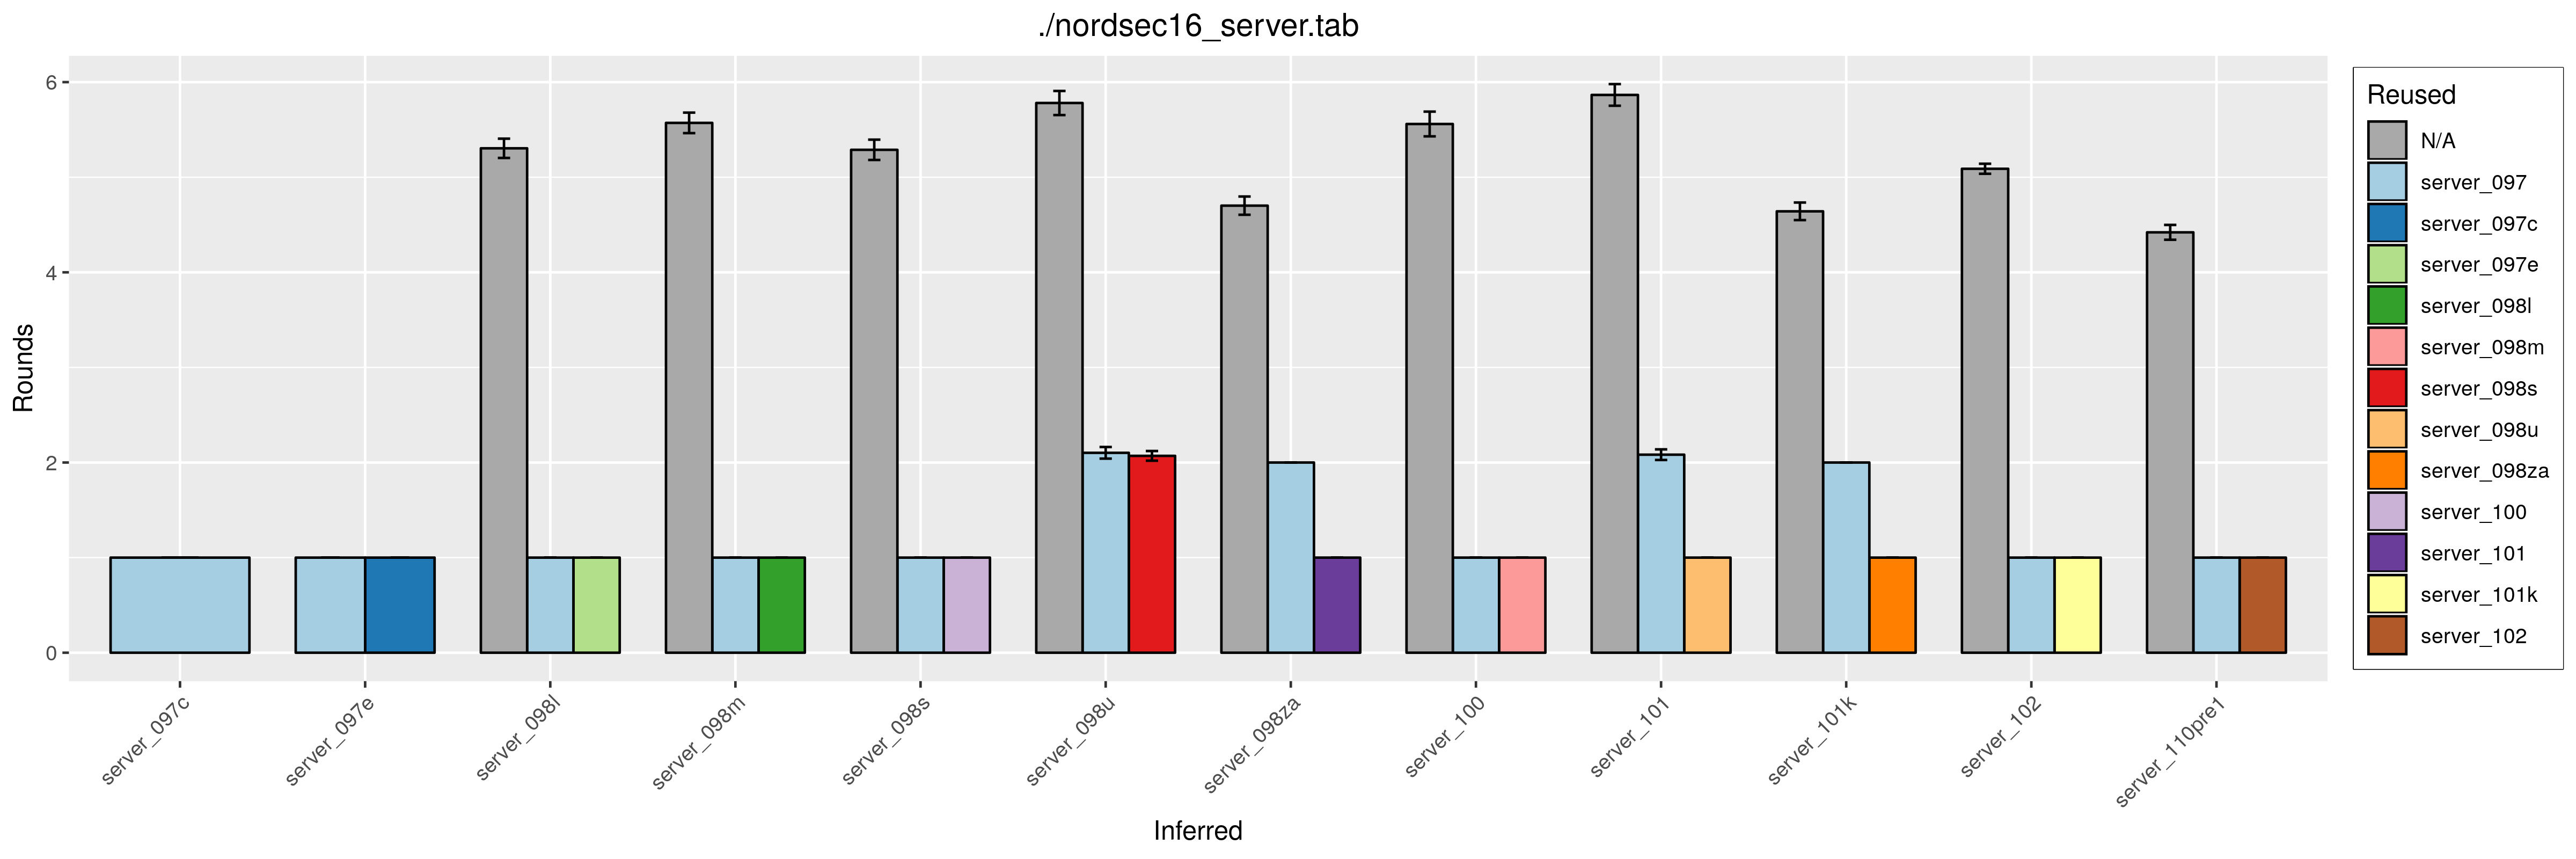 ./nordsec16_server.tab
6
4
2
0
Rounds
server_097c
server_097e
server_098l
server_098m
server_098s
server_098u
server_098za
server_100
server_101
server_101k
server_102
server_110pre1
Inferred
Reused
N/A
server_097
server_097c
server_097e
server_098l
server_098m
server_098s
server_098u
server_098za
server_100
server_101
server_101k
server_102